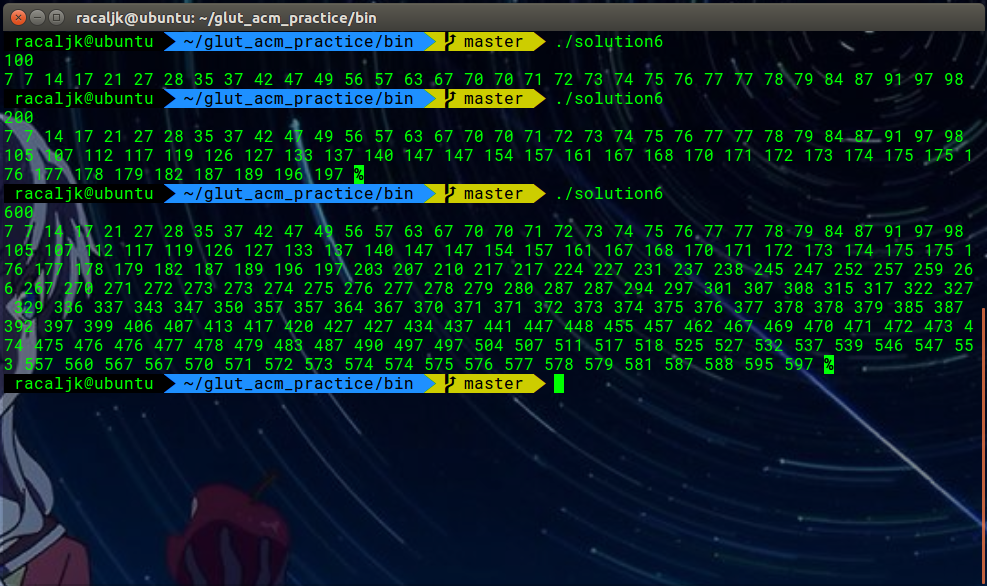 racaljk@ubuntu: ~/glut_acm_practice/bin
racaljk@ubuntu ~/glut_acm_practice/bin master ./solution6
100
7 7 14 17 21 27 28 35 37 42 47 49 56 57 63 67 70 70 71 72 73 74 75 76 77 77 78 79 84 87 91 97 98
racaljk@ubuntu ~/glut_acm_practice/bin master ./solution6
200
7 7 14 17 21 27 28 35 37 42 47 49 56 57 63 67 70 70 71 72 73 74 75 76 77 77 78 79 84 87 91 97 98
105 107 112 117 119 126 127 133 137 140 147 147 154 157 161 167 168 170 171 172 173 174 175 175 1
76 177 178 179 182 187 189 196 197 %
racaljk@ubuntu ~/glut_acm_practice/bin master ./solution6
600
7 7 14 17 21 27 28 35 37 42 47 49 56 57 63 67 70 70 71 72 73 74 75 76 77 77 78 79 84 87 91 97 98
105 107 112 117 119 126 127 133 137 140 147 147 154 157 161 167 168 170 171 172 173 174 175 175 1
76 177 178 179 182 187 189 196 197 203 207 210 217 217 224 227 231 237 238 245 247 252 257 259 26
6 267 270 271 272 273 273 274 275 276 277 278 279 280 287 287 294 297 301 307 308 315 317 322 327
329 336 337 343 347 350 357 357 364 367 370 371 371 372 373 374 375 376 377 378 378 379 385 387
392 397 399 406 407 413 417 420 427 427 434 437 441 447 448 455 457 462 467 469 470 471 472 473 4
74 475 476 476 477 478 479 483 487 490 497 497 504 507 511 517 518 525 527 532 537 539 546 547 55
3 557 560 567 567 570 571 572 573 574 574 575 576 577 578 579 581 587 588 595 597 %
racaljk@ubuntu ~/glut_acm_practice/bin master